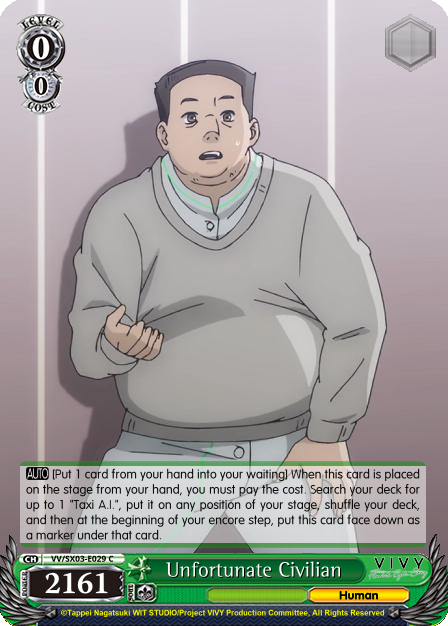 LEVEL
0
0
COST
AUTO [Put 1 card from your hand into your waiting] When this card is placed
on the stage from your hand, you must pay the cost. Search your deck for
up to 1 "Taxi A.I.", put it on any position of your stage, shuffle your deck,
and then at the beginning of your encore step, put this card face down as
a marker under that card.
CH VV/SX03-E029 C
POWER 2161 SOUL Unfortunate Civilian VIVY
Human
©Tappei Nagatsuki WIT STUDIO/Project VIVY Production Committee, All Rights Reserved